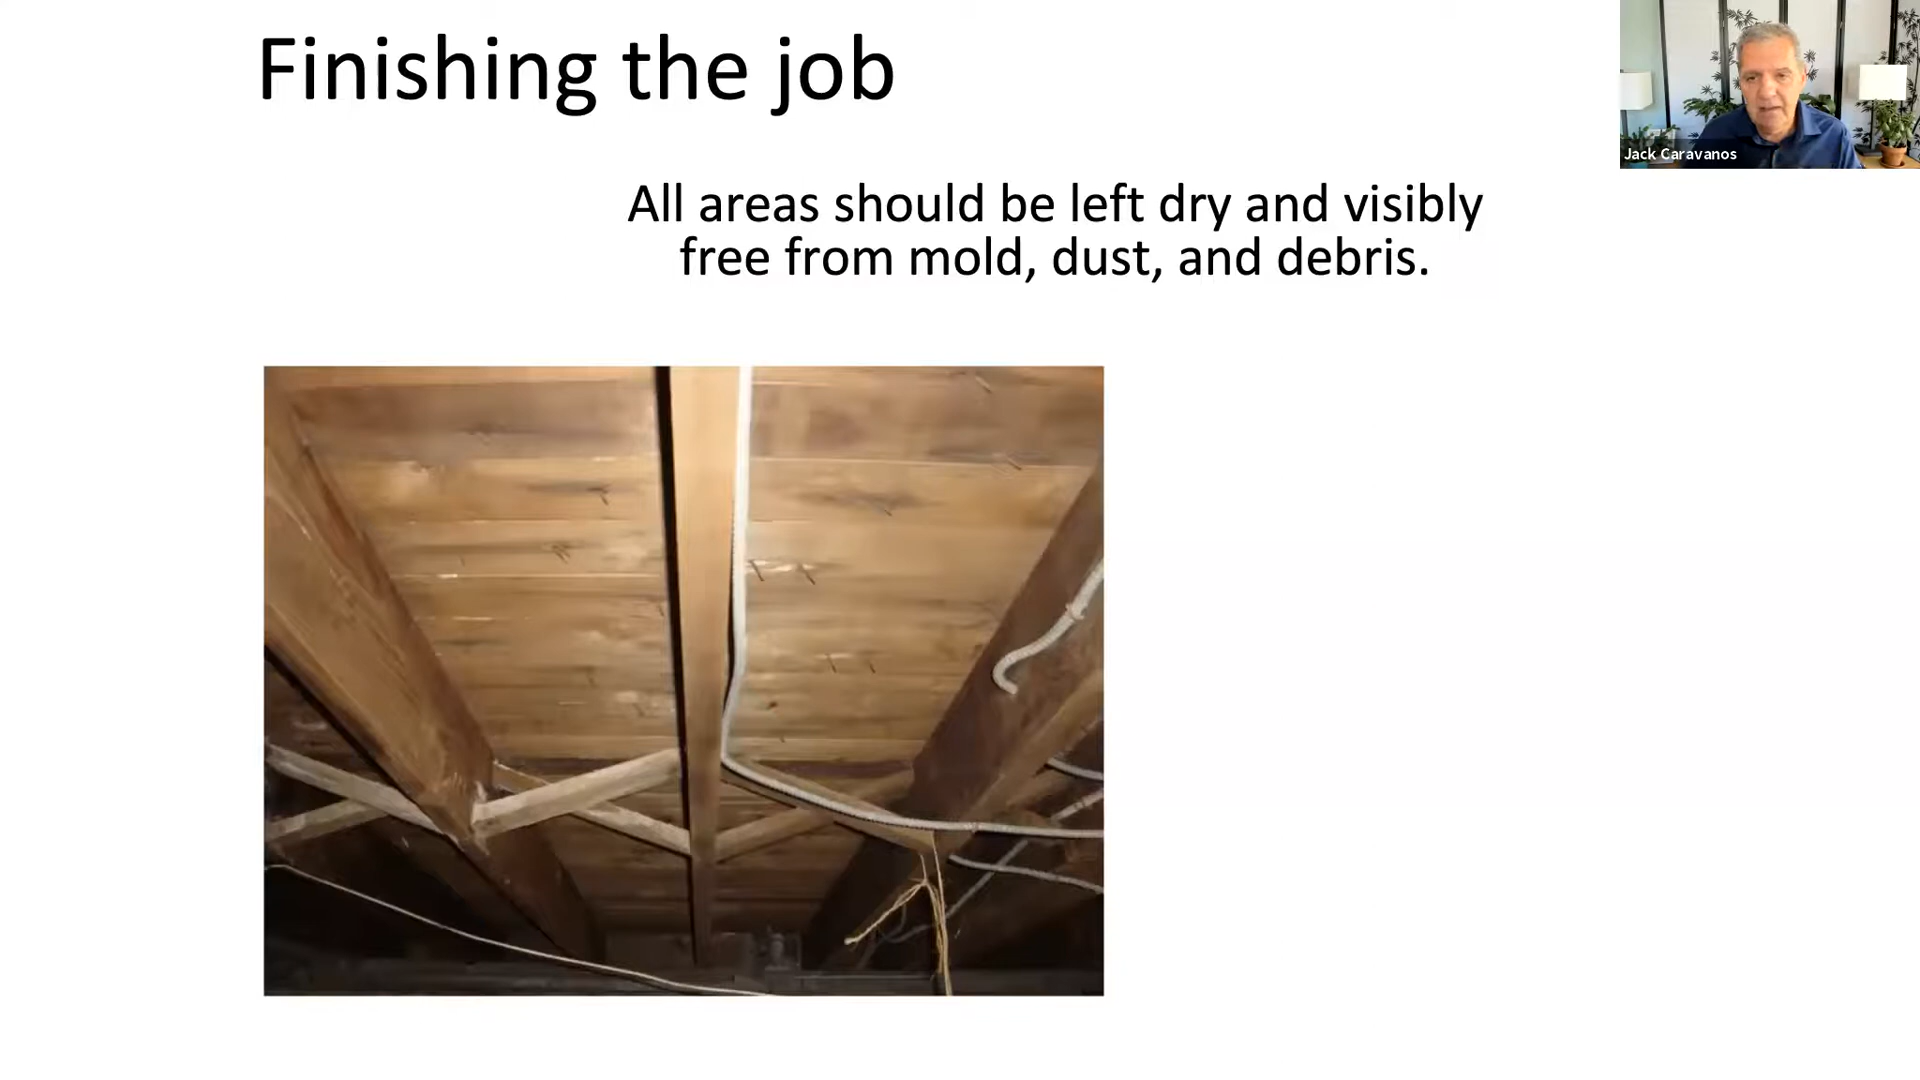 Finishing the job
Jack Caravanos
All areas should be left dry and visibly
free from mold, dust, and debris.